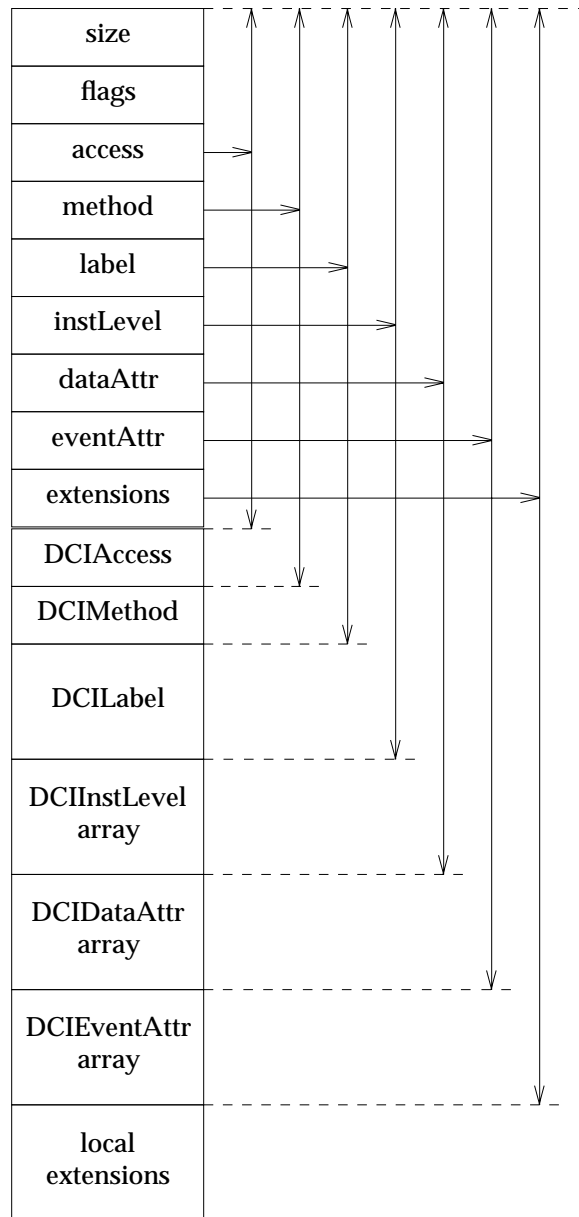 size
flags
access
method
label
instLevel
dataAttr
eventAttr
extensions
DCIAccess
DCIMethod
DCILabel
DCIInstLevel
array
DCIDataAttr
array
DCIEventAttr
array
local
extensions